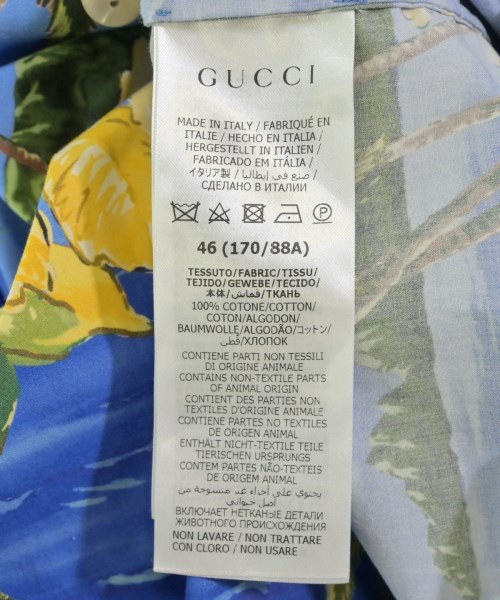 GUCCI
MADE IN ITALY / FABRIQUÉ EN
ITALIE / HECHO EN ITALIA /
HERGESTELLT IN ITALIEN /
FABRICADO EM ITÁLIA /
イタリア製 / صنع في إيطاليا /
СДЕЛАНО В ИТАЛИИ
P
46 (170/88A)
TESSUTO/FABRIC/TISSU/
TEJIDO/GEWEBE/TECIDO/
本体/قماش/ТКАНЬ
100% COTONE/COTTON/
COTON/ALGODON/
BAUMWOLLE/ALGODÃO/コットン/
قطن/ХЛОПОК
CONTIENE PARTI NON TESSILI
DI ORIGINE ANIMALE
CONTAINS NON-TEXTILE PARTS
OF ANIMAL ORIGIN
CONTIENT DES PARTIES NON
TEXTILES D'ORIGINE ANIMALE
CONTIENE PARTES NO TEXTIL
DE ORIGEN ANIMAL
ENTHÄLT NICHT-TEXTILE TEILE
TIERISCHEN URSPRUNGS
CONTEM PARTES NÃO-TEXTEIS
DE ORIGEM ANIMAL
يحتوي على أجزاء غير منسوجة من
أصل حيواني
ВКЛЮЧАЕТ НЕТКАНЫЕ ДЕТАЛИ
ЖИВОТНОГО ПРОИСХОЖДЕНИЯ
NON LAVARE / NON TRATTARE
CON CLORO / NON USARE